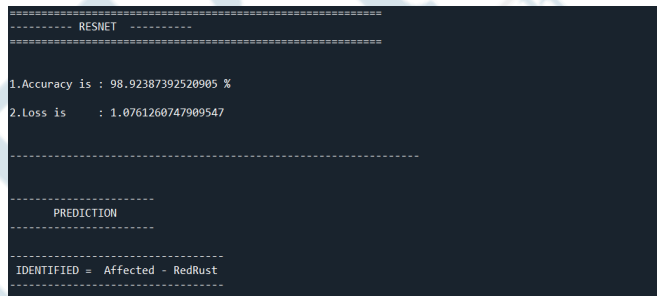 ===========================================================
---------- RESNET ----------
===========================================================
1.Accuracy is : 98.92387392520905 %
2.Loss is     : 1.0761260747909547
-----------------------------------------------------------------
-----------------------
PREDICTION
-----------------------
----------------------------------
IDENTIFIED =  Affected - RedRust
----------------------------------